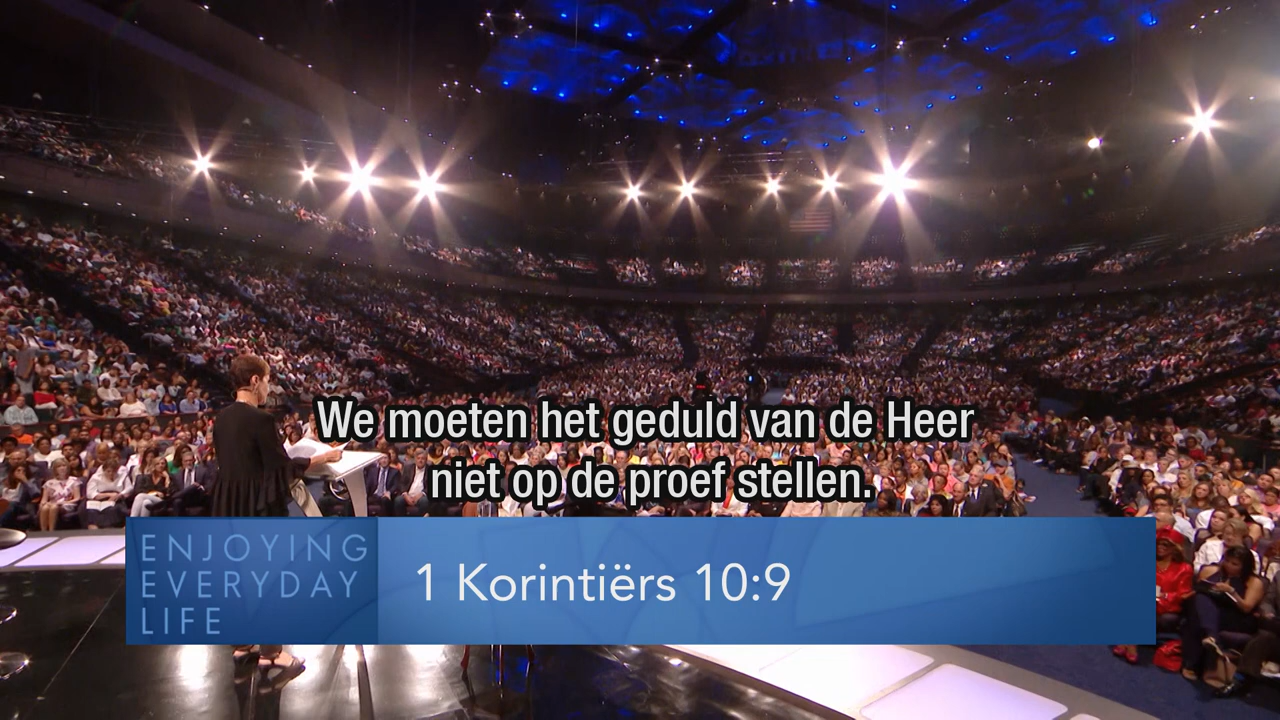 We moeten het geduld van de Heer
niet op de proef stellen.
ENJOYING
EVERYDAY
LIFE
1 Korintiërs 10:9